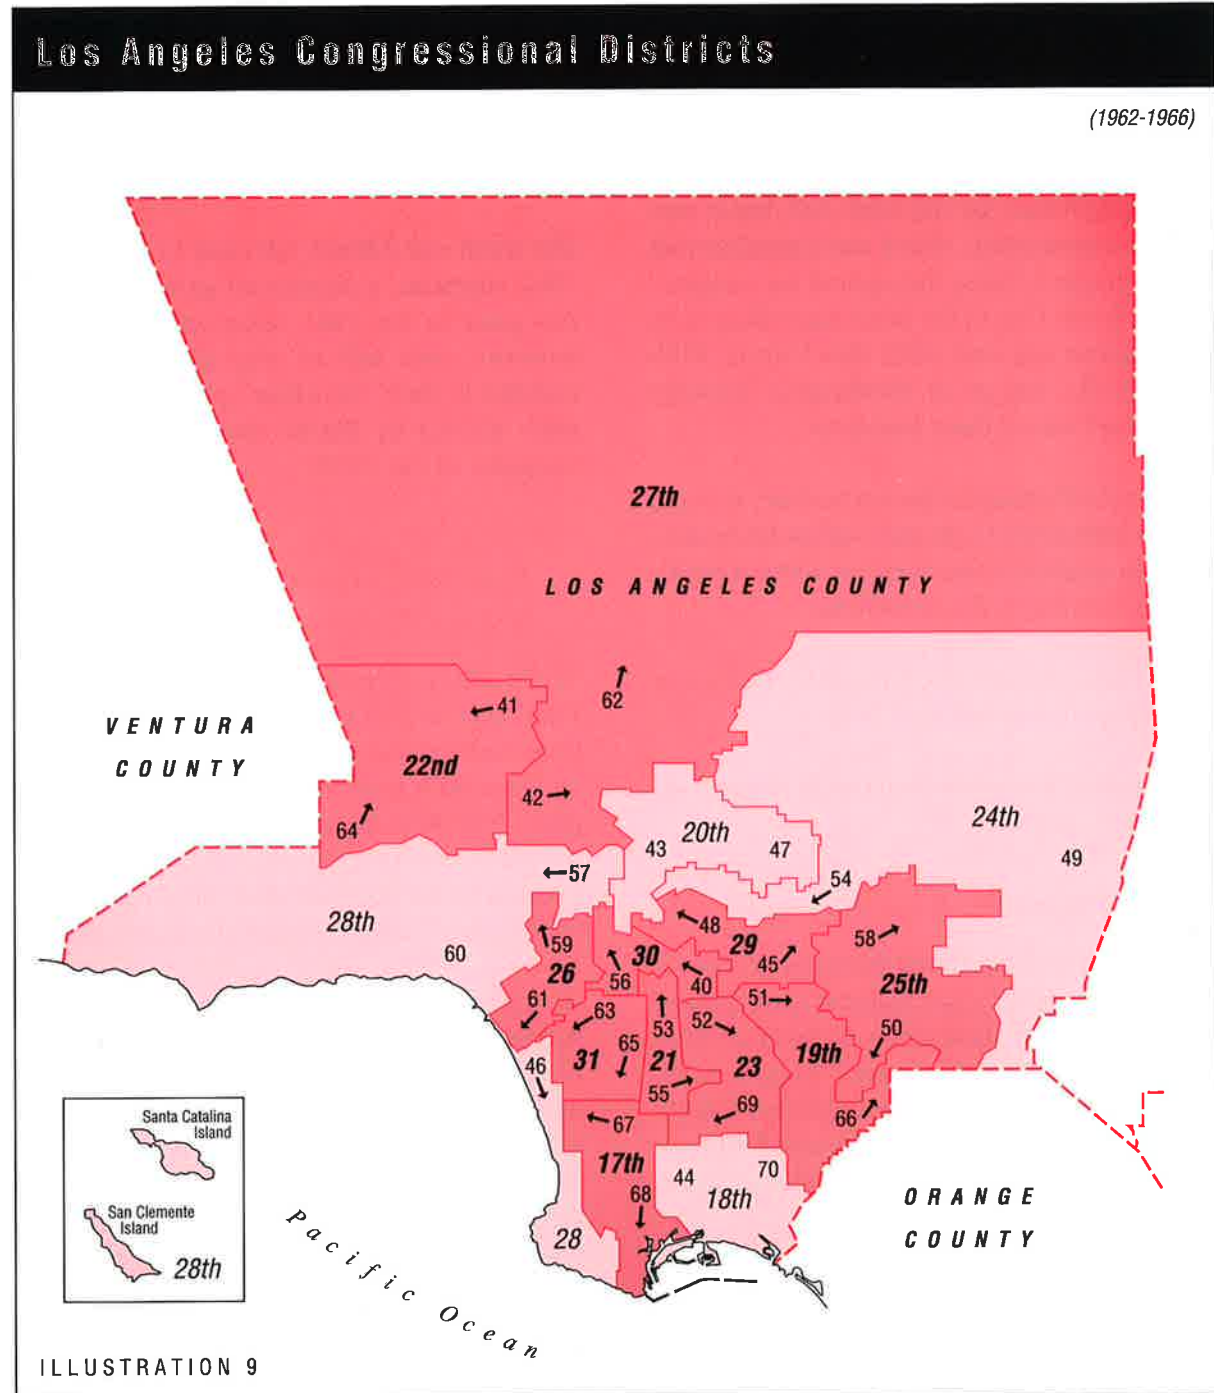 Los Angeles Congressional Districts
(1962-1966)
27th
LOS ANGELES COUNTY
62
41
VENTURA
COUNTY
22nd
42
64
20th
43
47
24th
49
57
54
28th
60
59
48
29
45
58
30
26
56
40
25th
61
63
51
53
52
50
65
31
21
23
19th
46
55
69
66
67
17th
44
70
68
18th
28
Santa Catalina
Island
San Clemente
Island
28th
ORANGE
COUNTY
Pacific Ocean
ILLUSTRATION 9